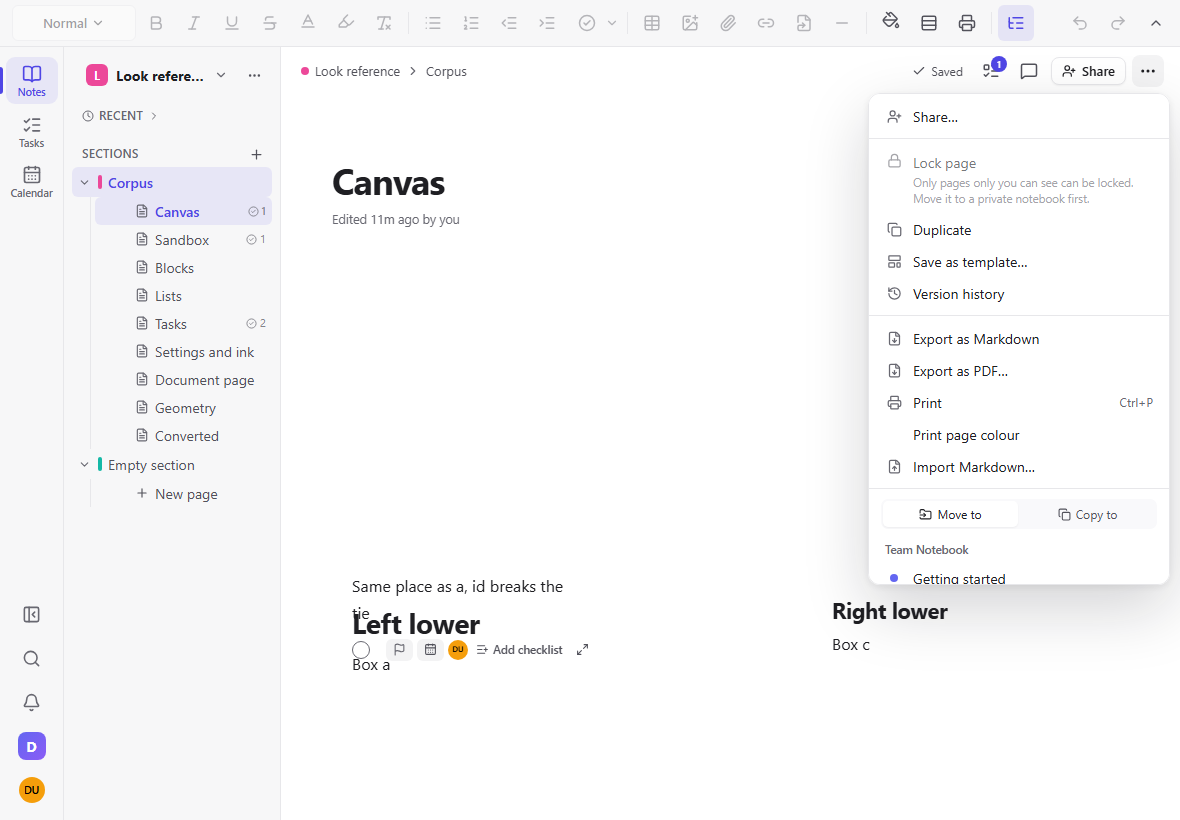 Normal
Notes
Tasks
Calendar
D
DU
L Look refere...
RECENT
SECTIONS
Corpus
Canvas 1
Sandbox 1
Blocks
Lists
Tasks 2
Settings and ink
Document page
Geometry
Converted
Empty section
New page
Look reference Corpus
Saved 1 Share
Canvas
Edited 11m ago by you
Same place as a, id breaks the
tie
Left lower
DU Add checklist
Box a
Right lower
Box c
Share...
Lock page
Only pages only you can see can be locked.
Move it to a private notebook first.
Duplicate
Save as template...
Version history
Export as Markdown
Export as PDF...
Print Ctrl+P
Print page colour
Import Markdown...
Move to Copy to
Team Notebook
Getting started